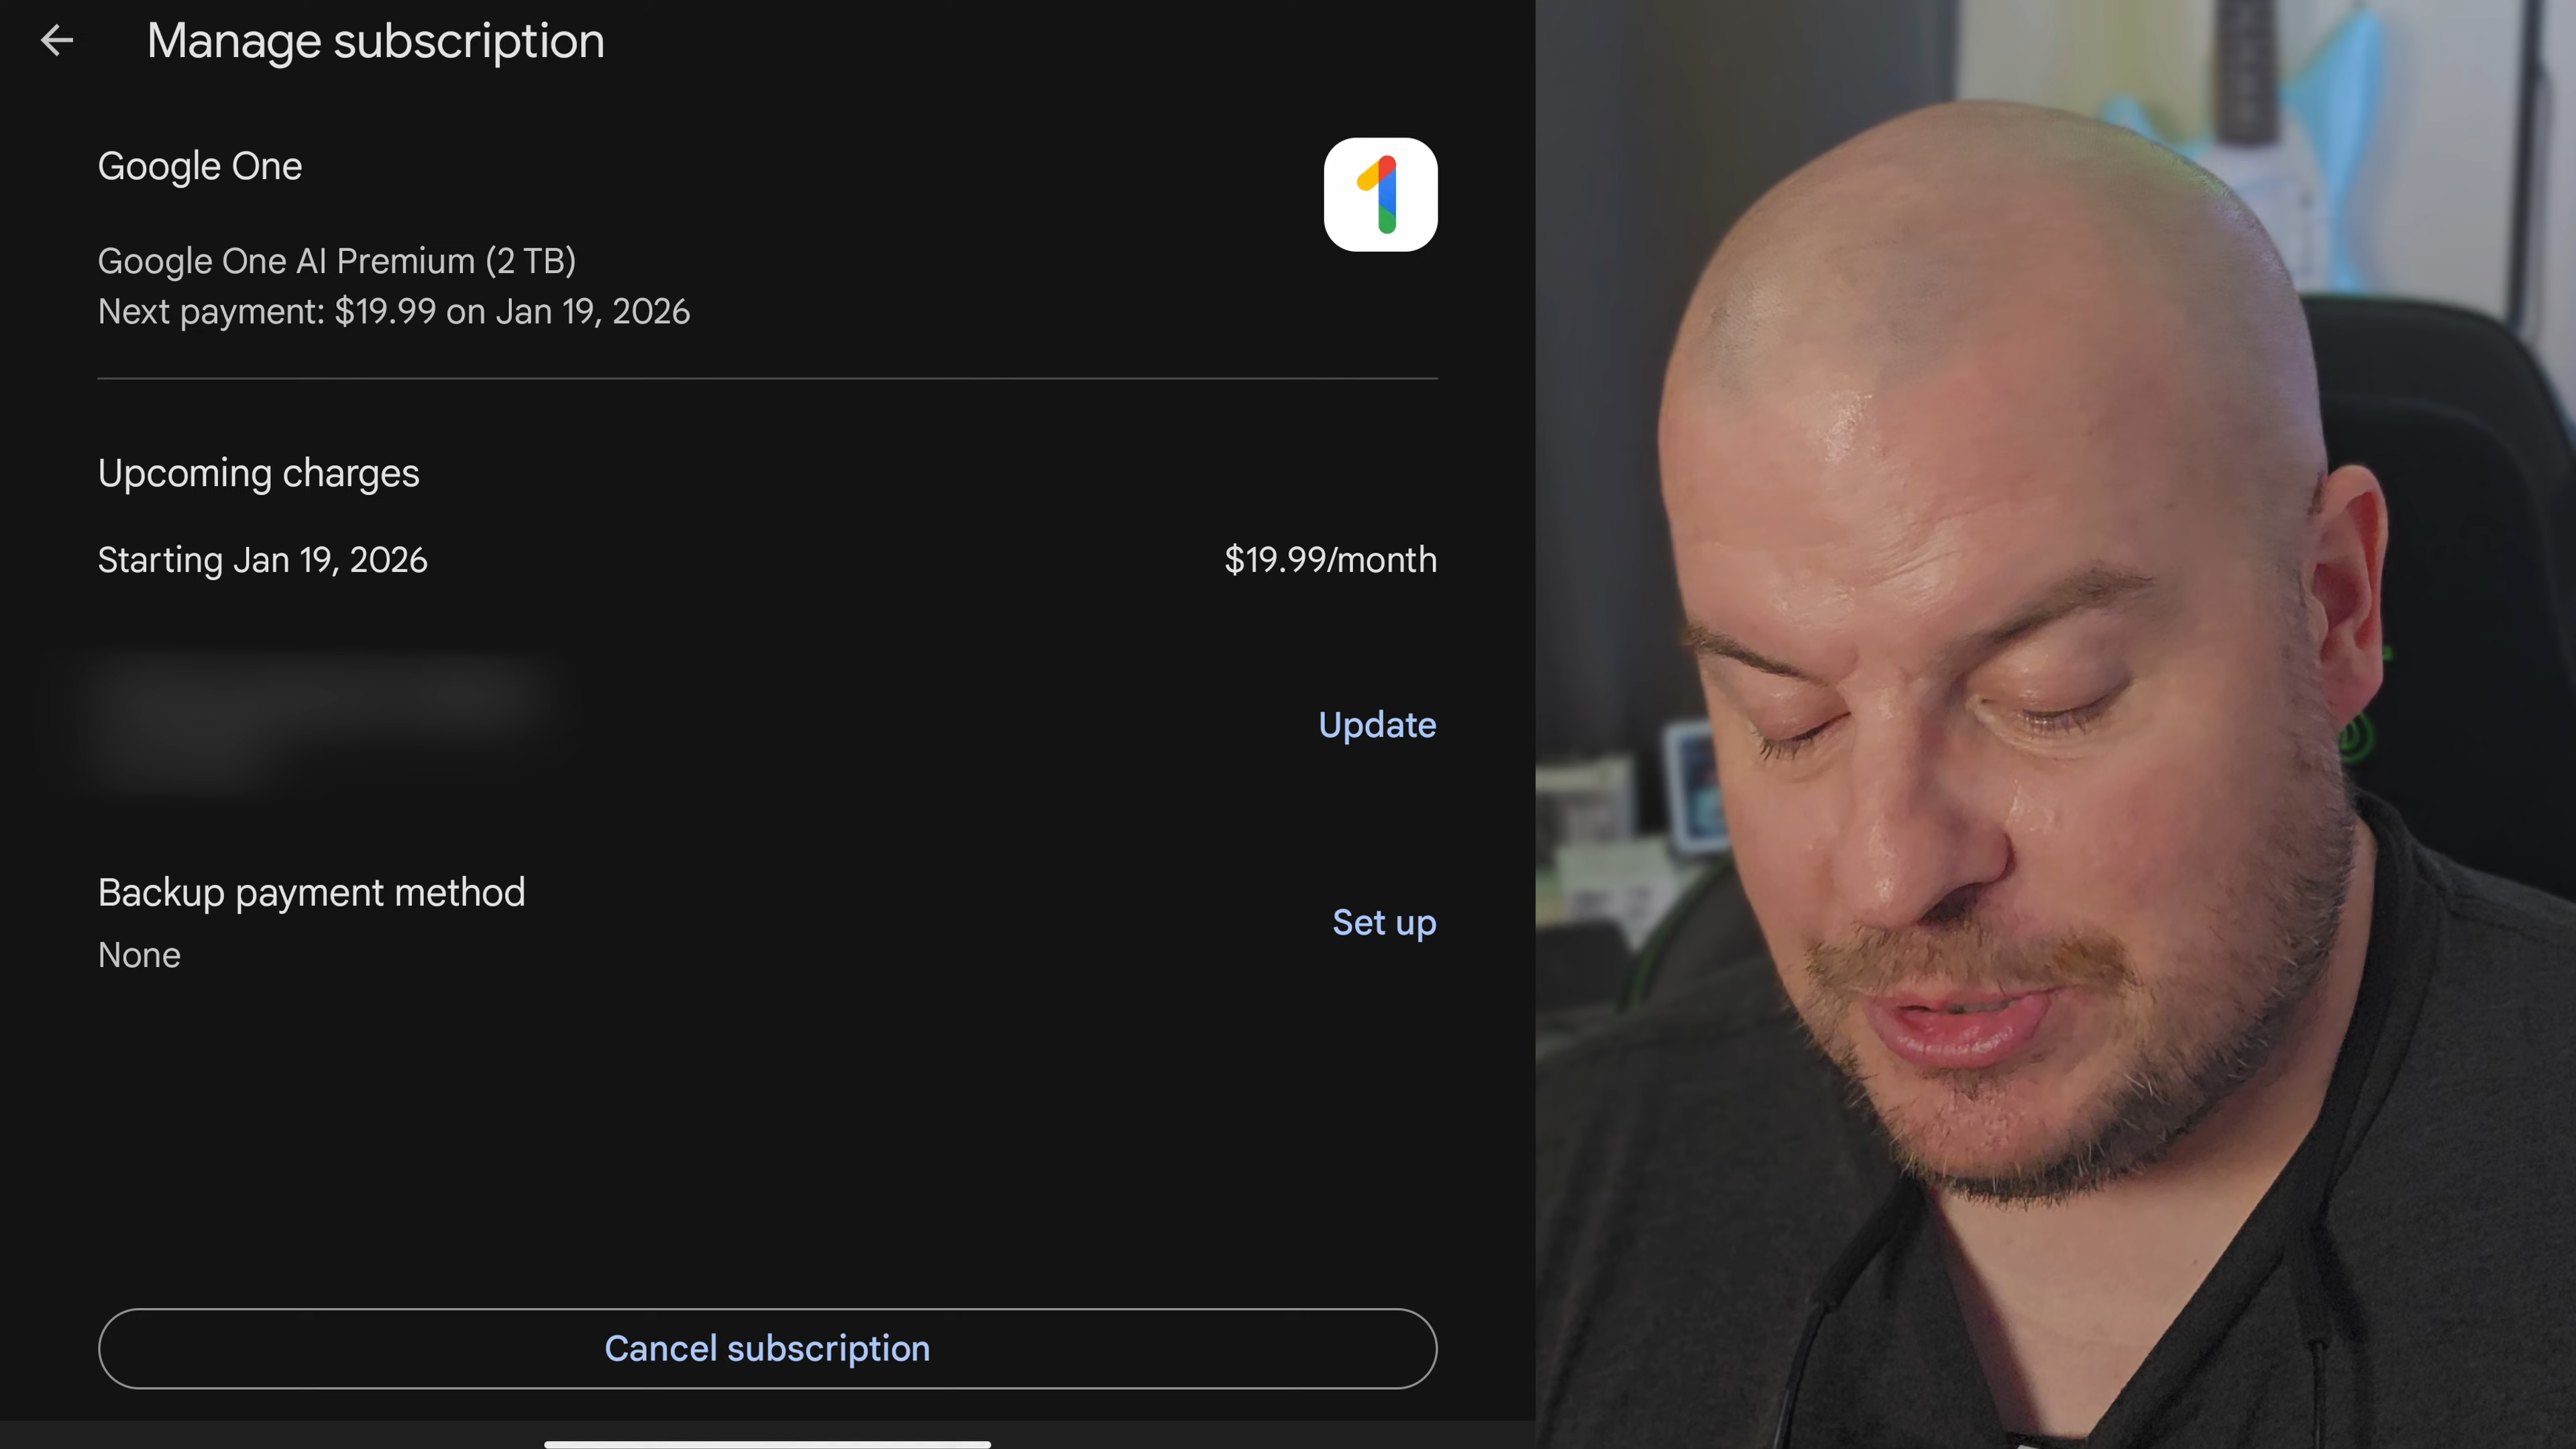 Manage subscription
Google One
Google One AI Premium (2 TB)
Next payment: $19.99 on Jan 19, 2026
Upcoming charges
Starting Jan 19, 2026 $19.99/month
Update
Backup payment method
Set up
None
Cancel subscription